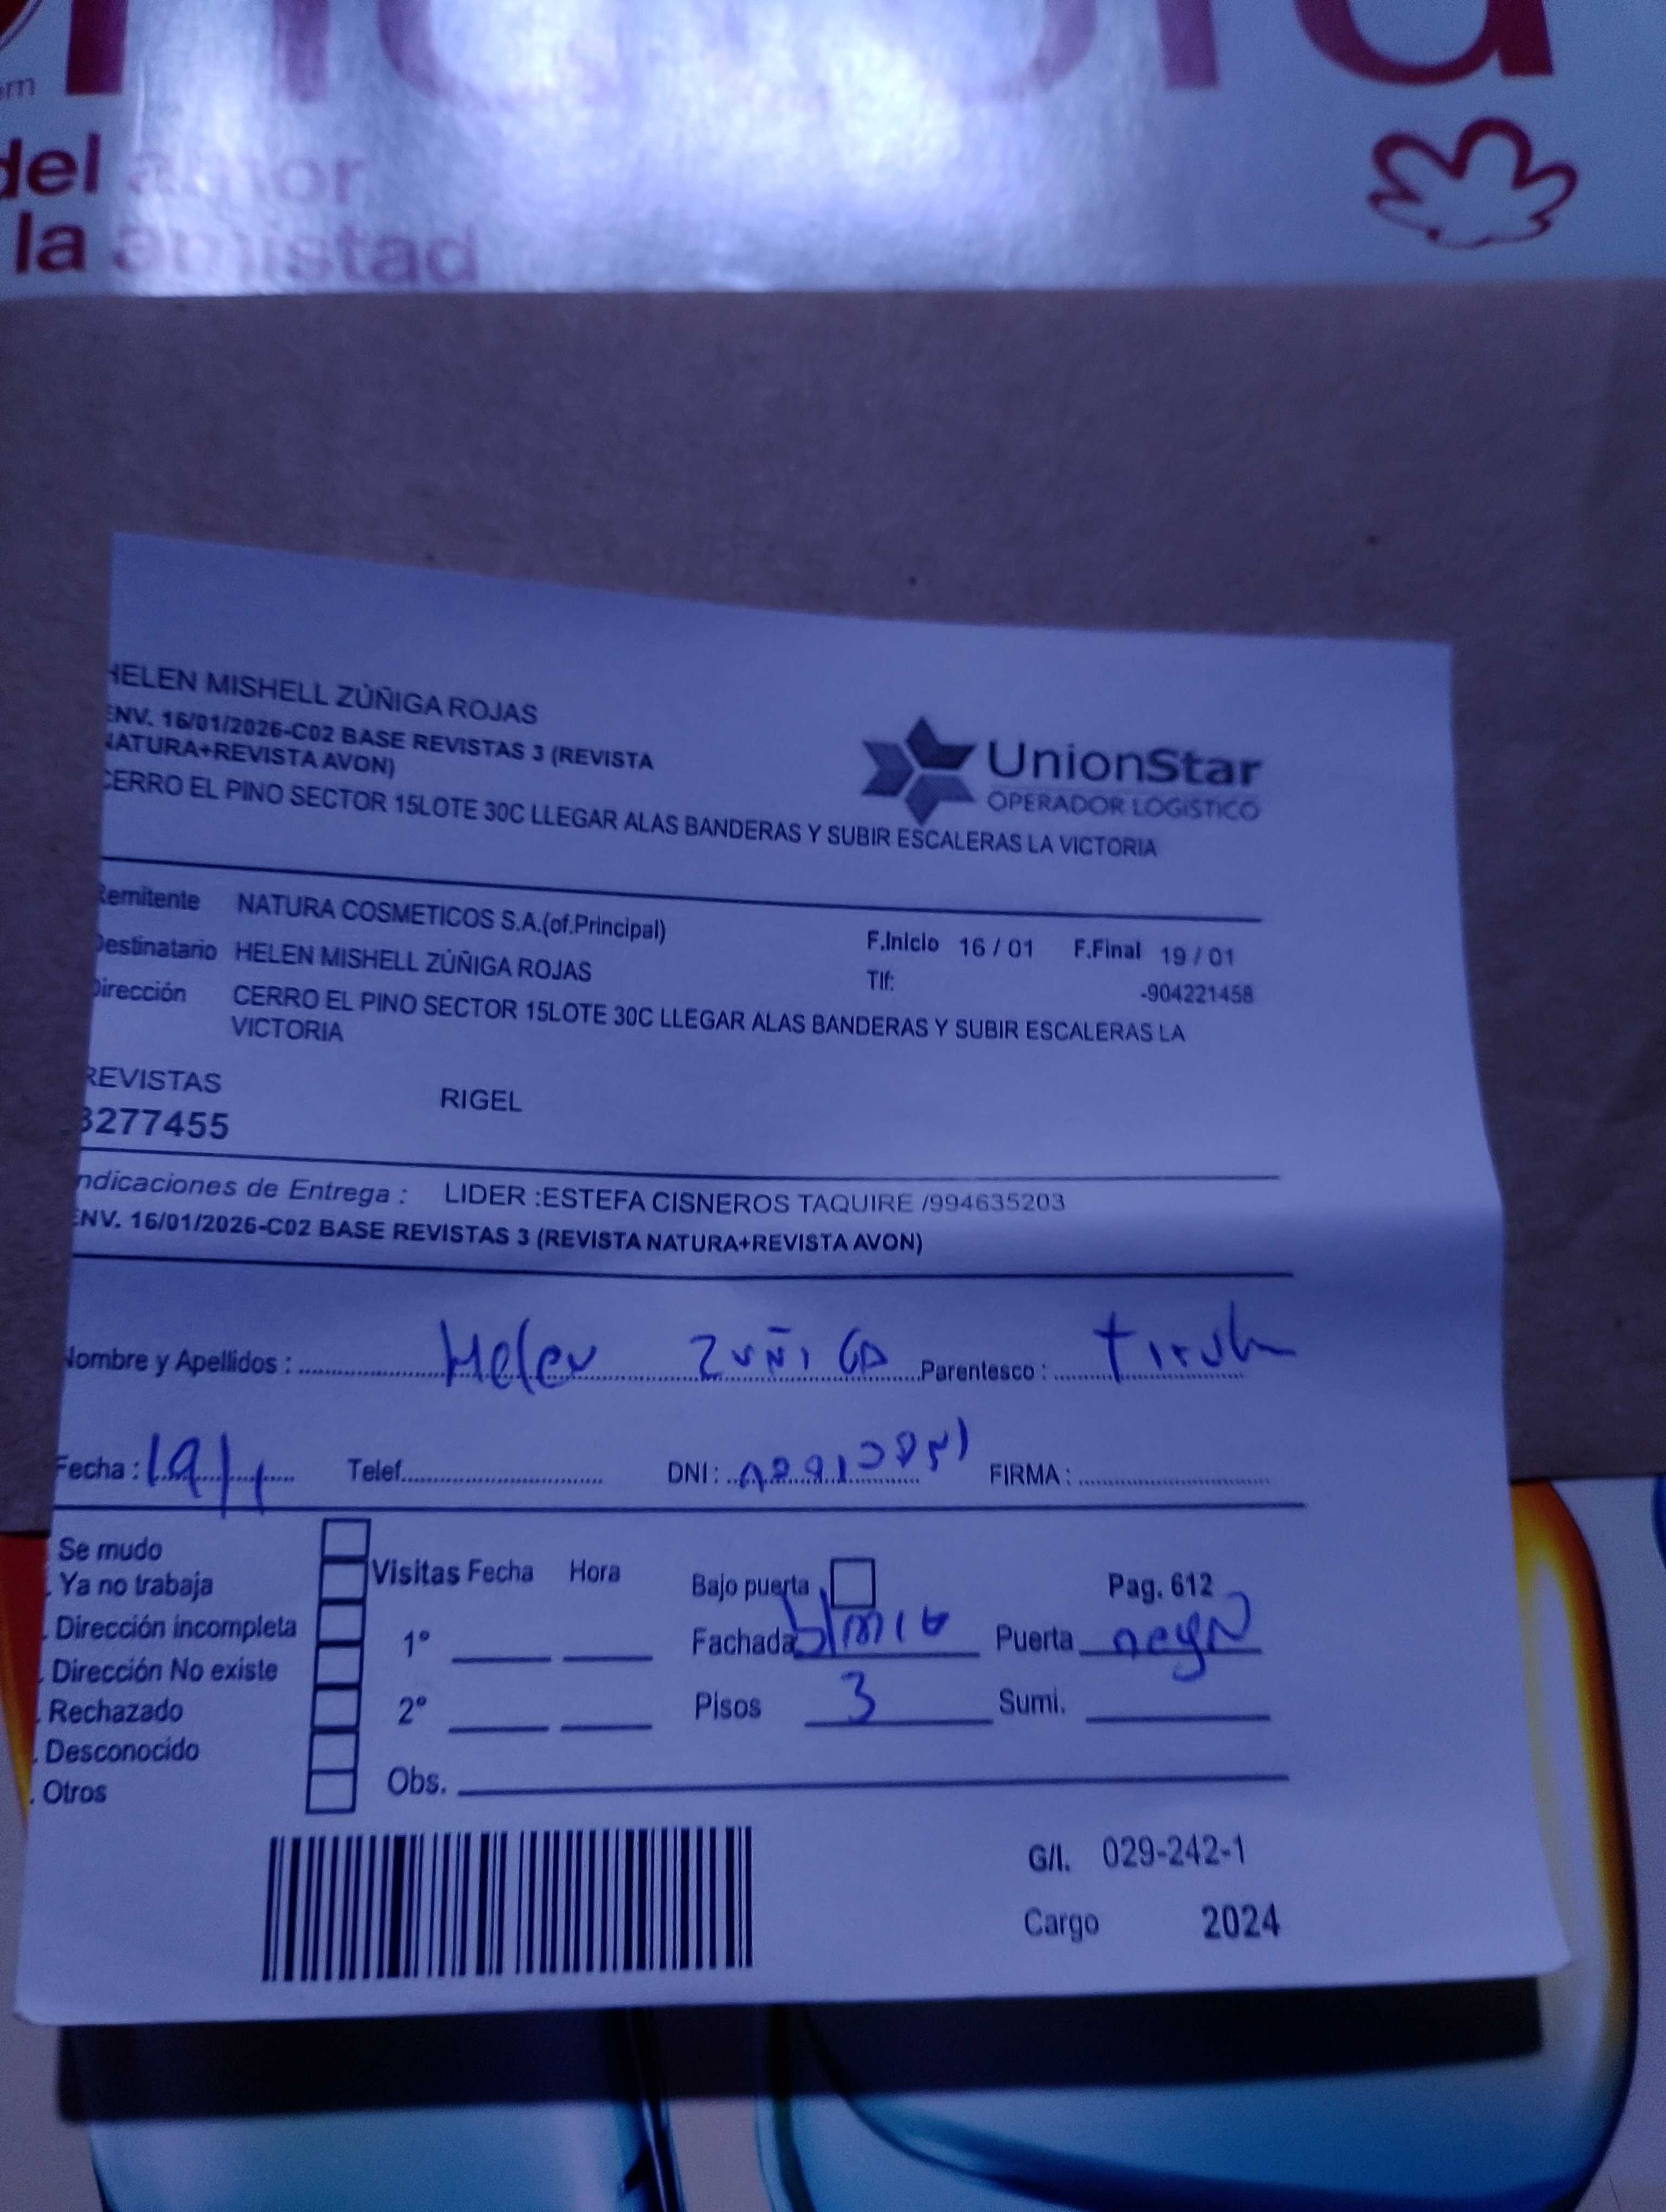 del amor
la amistad
HELEN MISHELL ZÚÑIGA ROJAS
ENV. 16/01/2026-C02 BASE REVISTAS 3 (REVISTA
NATURA+REVISTA AVON)
CERRO EL PINO SECTOR 15LOTE 30C LLEGAR ALAS BANDERAS Y SUBIR ESCALERAS LA VICTORIA
UnionStar
OPERADOR LOGíSTICO
Remitente NATURA COSMETICOS S.A.(of.Principal)
F.Inicio 16 / 01 F.Final 19 / 01
Destinatario HELEN MISHELL ZÚÑIGA ROJAS
Tlf: -904221458
Dirección CERRO EL PINO SECTOR 15LOTE 30C LLEGAR ALAS BANDERAS Y SUBIR ESCALERAS LA
VICTORIA
REVISTAS RIGEL
3277455
Indicaciones de Entrega : LIDER :ESTEFA CISNEROS TAQUIRE /994635203
ENV. 16/01/2026-C02 BASE REVISTAS 3 (REVISTA NATURA+REVISTA AVON)
Nombre y Apellidos : Helen Zuñiga Parentesco :
Fecha : 19/1 Telef. DNI : FIRMA :
Se mudo
Ya no trabaja
Dirección incompleta
Dirección No existe
Rechazado
Desconocido
Otros
Visitas Fecha Hora
1°
2°
Bajo puerta Pag. 612
Fachada Puerta negro
Pisos 3 Sumi.
Obs.
G/I. 029-242-1
Cargo 2024